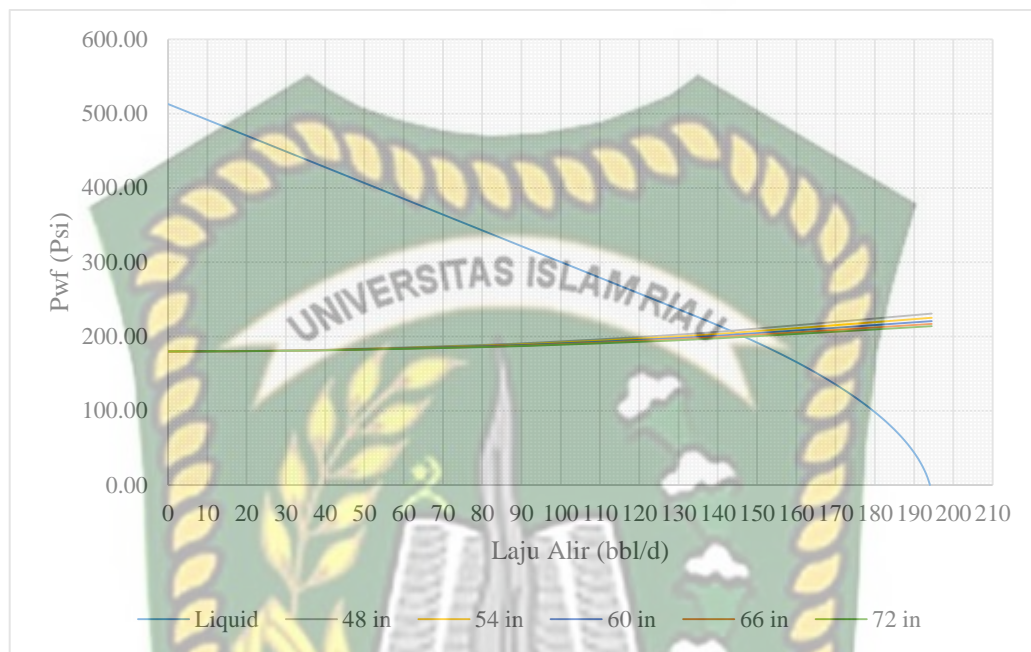 600.00
500.00
400.00
300.00
200.00
100.00
0.00
Pwf (Psi)
0 10 20 30 40 50 60 70 80 90 100 110 120 130 140 150 160 170 180 190 200 210
Laju Alir (bbl/d)
UNIVERSITAS ISLAM RIAU
Liquid 48 in 54 in 60 in 66 in 72 in